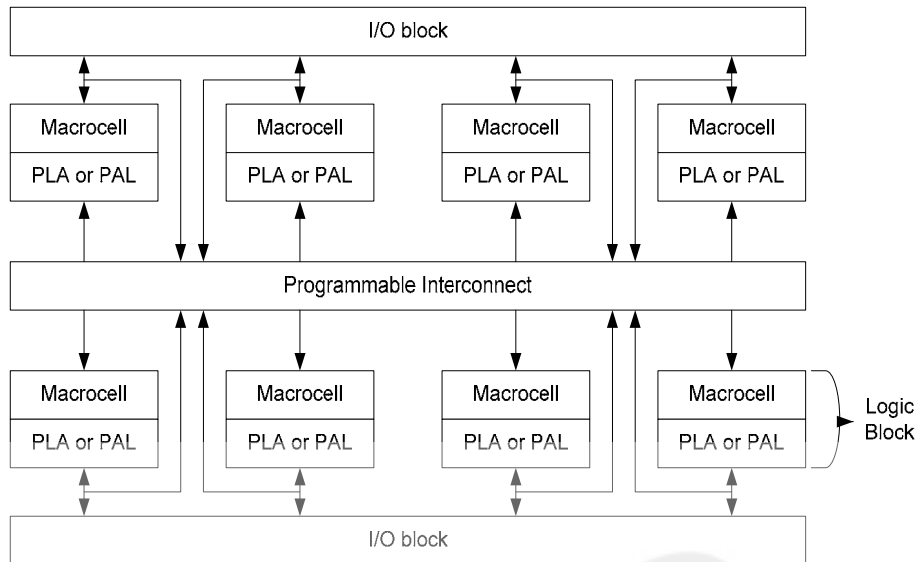 I/O block
Macrocell Macrocell Macrocell Macrocell
PLA or PAL PLA or PAL PLA or PAL PLA or PAL
Programmable Interconnect
Macrocell Macrocell Macrocell Macrocell
PLA or PAL PLA or PAL PLA or PAL PLA or PAL
Logic
Block
I/O block